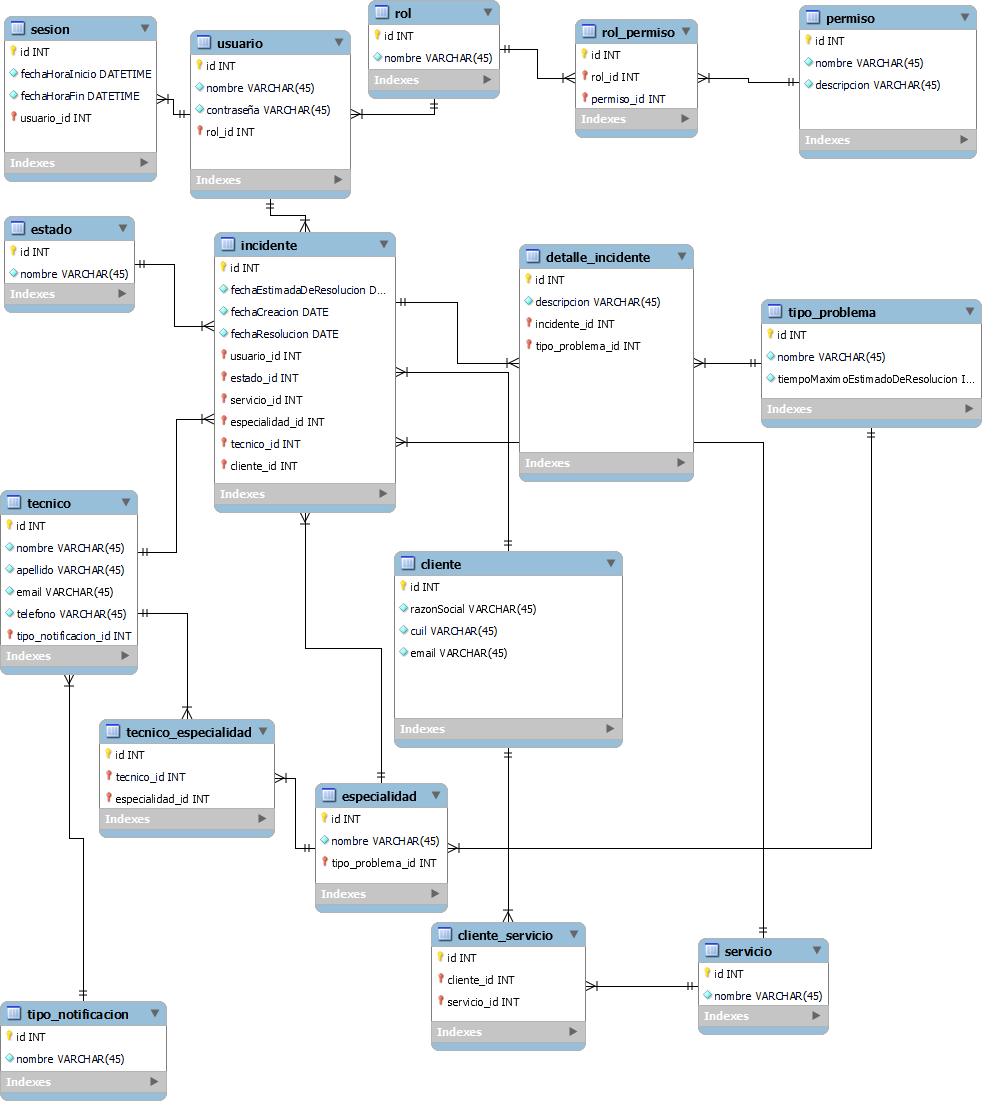 sesion
id INT
fechaHoraInicio DATETIME
fechaHoraFin DATETIME
usuario_id INT
Indexes
usuario
id INT
nombre VARCHAR(45)
contraseña VARCHAR(45)
rol_id INT
Indexes
rol
id INT
nombre VARCHAR(45)
Indexes
rol_permiso
id INT
rol_id INT
permiso_id INT
Indexes
permiso
id INT
nombre VARCHAR(45)
descripcion VARCHAR(45)
Indexes
estado
id INT
nombre VARCHAR(45)
Indexes
incidente
id INT
fechaEstimadaDeResolucion D...
fechaCreacion DATE
fechaResolucion DATE
usuario_id INT
estado_id INT
servicio_id INT
especialidad_id INT
tecnico_id INT
cliente_id INT
Indexes
detalle_incidente
id INT
descripcion VARCHAR(45)
incidente_id INT
tipo_problema_id INT
Indexes
tipo_problema
id INT
nombre VARCHAR(45)
tiempoMaximoEstimadoDeResolucion I...
Indexes
tecnico
id INT
nombre VARCHAR(45)
apellido VARCHAR(45)
email VARCHAR(45)
telefono VARCHAR(45)
tipo_notificacion_id INT
Indexes
cliente
id INT
razonSocial VARCHAR(45)
cuil VARCHAR(45)
email VARCHAR(45)
Indexes
tecnico_especialidad
id INT
tecnico_id INT
especialidad_id INT
Indexes
especialidad
id INT
nombre VARCHAR(45)
tipo_problema_id INT
Indexes
cliente_servicio
id INT
cliente_id INT
servicio_id INT
Indexes
servicio
id INT
nombre VARCHAR(45)
Indexes
tipo_notificacion
id INT
nombre VARCHAR(45)
Indexes